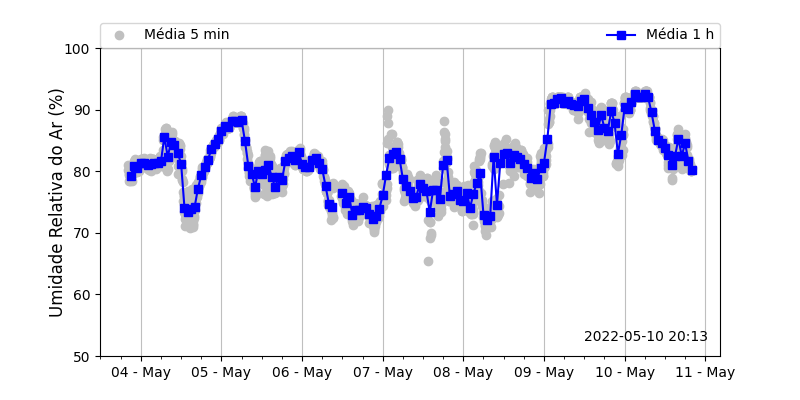 Média 5 min Média 1 h
Umidade Relativa do Ar (%)
100
90
80
70
60
50
2022-05-10 20:13
04 - May 05 - May 06 - May 07 - May 08 - May 09 - May 10 - May 11 - May